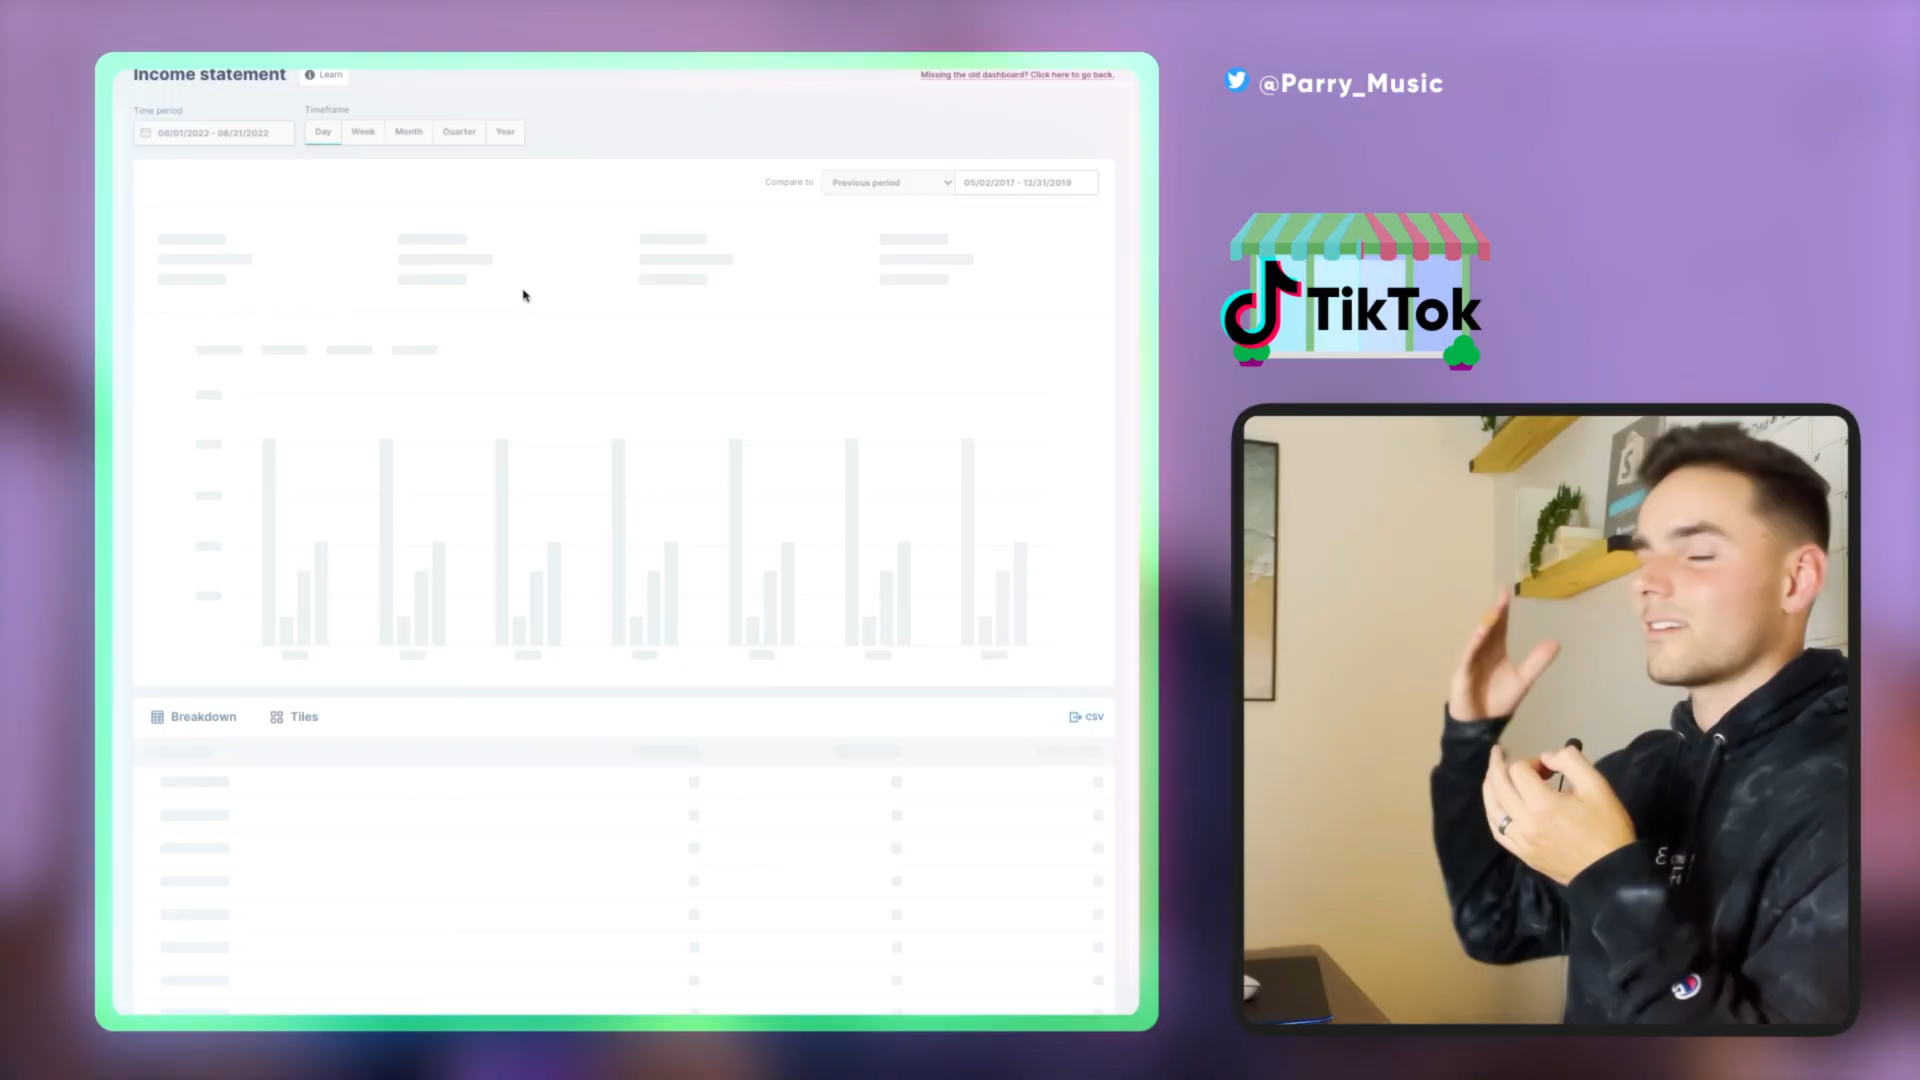 Income statement
Learn
Missing the old dashboard? Click here to go back.
Time period
Timeframe
08/01/2022 - 08/31/2022
Day
Week
Month
Quarter
Year
Compare to
Previous period
05/02/2017 - 12/31/2019
Breakdown
Tiles
CSV
@Parry_Music
TikTok